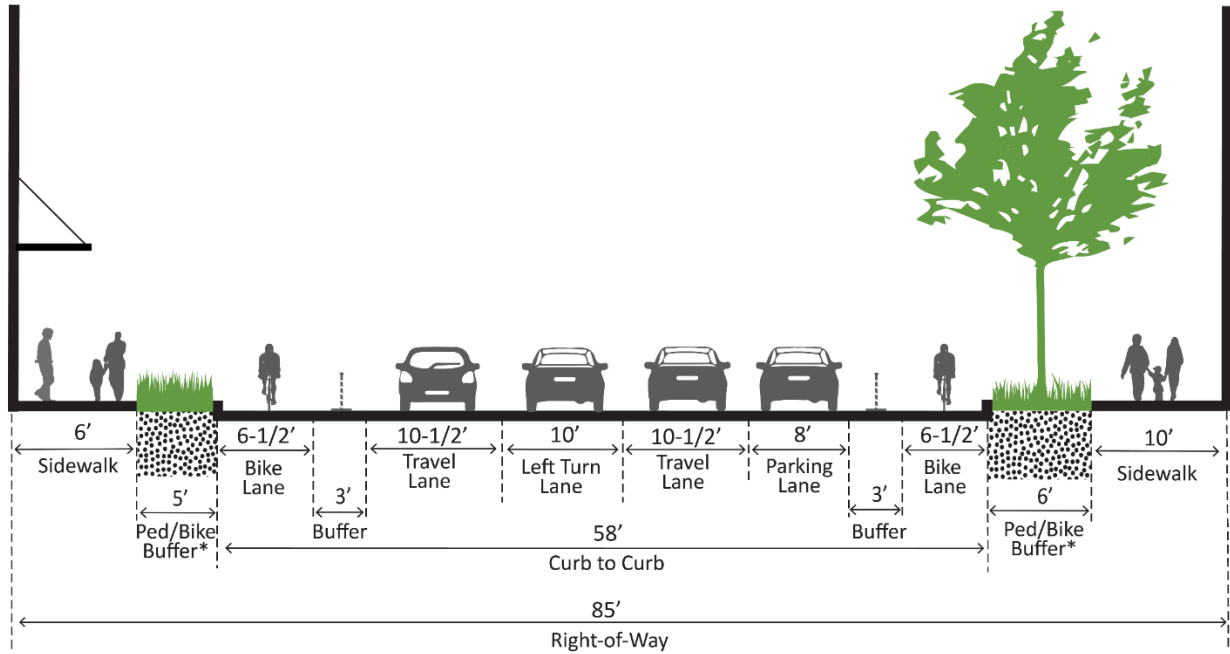 6’
Sidewalk
5’
Ped/Bike
Buffer*
6-1/2’
Bike
Lane
3’
Buffer
10-1/2’
Travel
Lane
10’
Left Turn
Lane
10-1/2’
Travel
Lane
8’
Parking
Lane
3’
Buffer
6-1/2’
Bike
Lane
6’
Ped/Bike
Buffer*
10’
Sidewalk
58’
Curb to Curb
85’
Right-of-Way